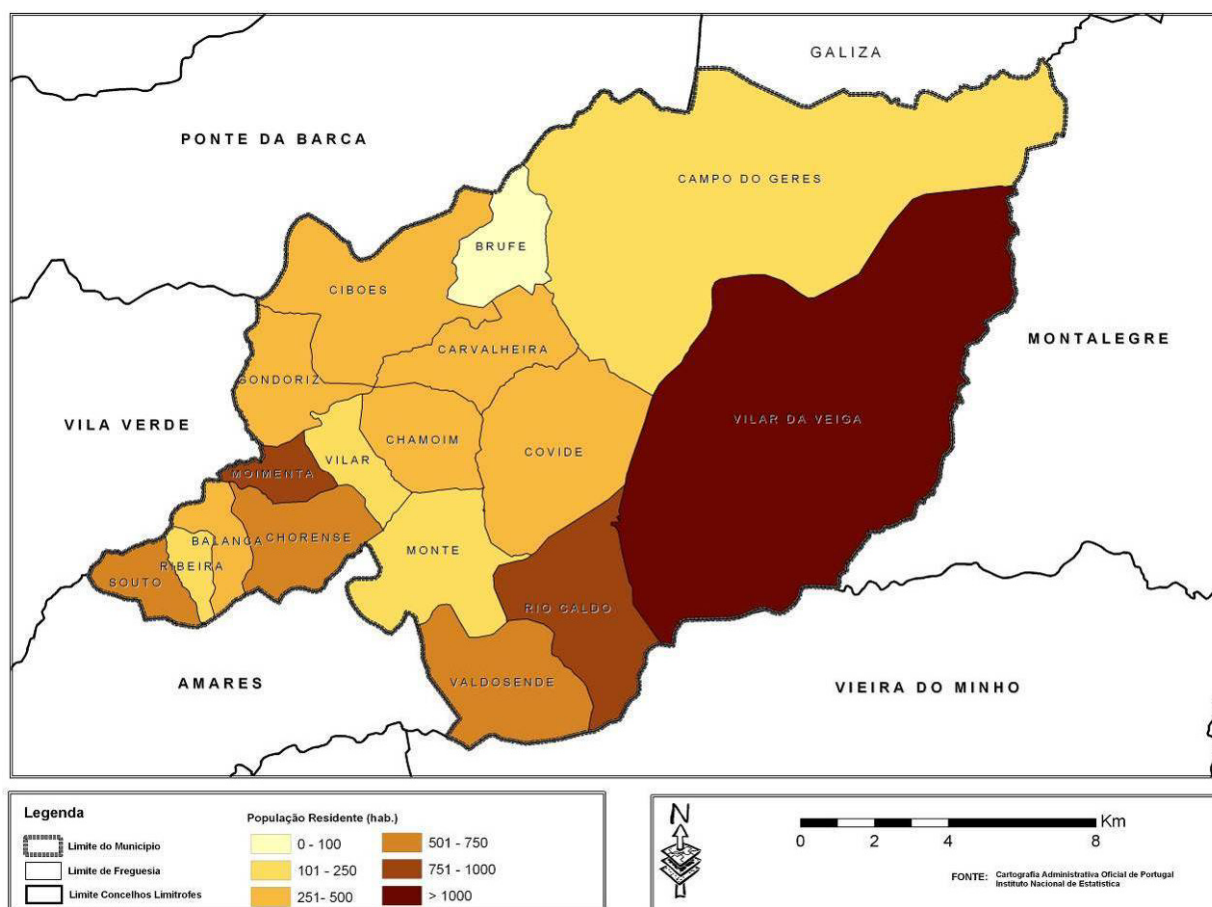 GALIZA
PONTE DA BARCA
CAMPO DO GERES
BRUFE
CIBOES
MONTALEGRE
CARVALHEIRA
GONDORIZ
VILAR DA VEIGA
VILA VERDE
CHAMOIM
COVIDE
VILAR
MOIMENTA
CHORENSE
BALANCA
MONTE
RIBEIRA
SOUTO
RIO CALDO
AMARES
VALDOSENDE
VIEIRA DO MINHO
Legenda
Limite do Município
Limite de Freguesia
Limite Concelhos Limítrofes
População Residente (hab.)
0 - 100
101 - 250
251- 500
501 - 750
751 - 1000
> 1000
N
Km
0 2 4 8
FONTE: Cartografia Administrativa Oficial de Portugal
Instituto Nacional de Estatística